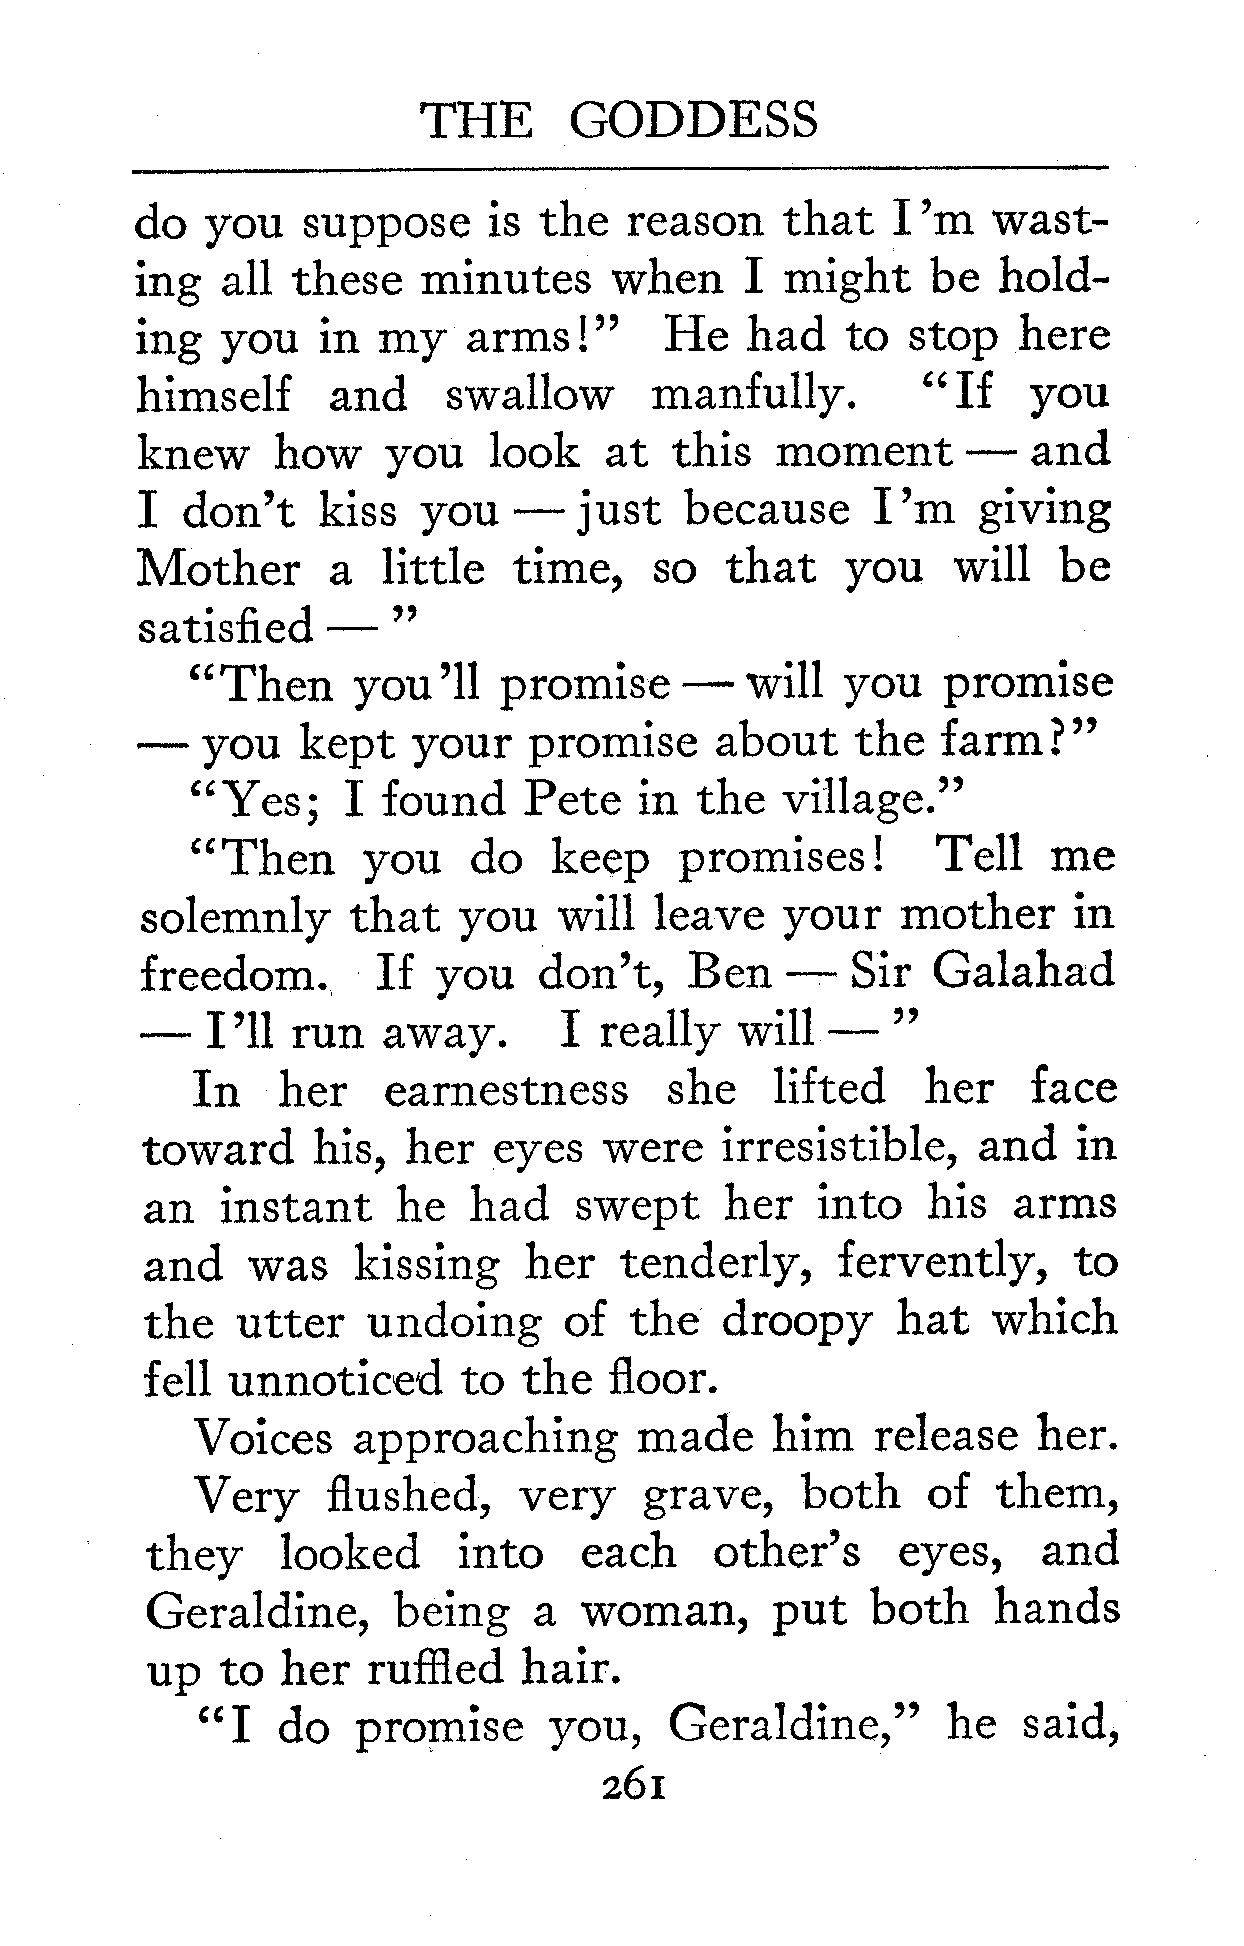 THE GODDESS
do you suppose is the reason that I'm wast-
ing all these minutes when I might be hold-
ing you in my arms!" He had to stop here
himself and swallow manfully. "If you
knew how you look at this moment — and
I don't kiss you — just because I'm giving
Mother a little time, so that you will be
satisfied — "
"Then you'll promise — will you promise
— you kept your promise about the farm?"
"Yes; I found Pete in the village."
"Then you do keep promises! Tell me
solemnly that you will leave your mother in
freedom. If you don't, Ben — Sir Galahad
— I'll run away. I really will — "
In her earnestness she lifted her face
toward his, her eyes were irresistible, and in
an instant he had swept her into his arms
and was kissing her tenderly, fervently, to
the utter undoing of the droopy hat which
fell unnoticed to the floor.
Voices approaching made him release her.
Very flushed, very grave, both of them,
they looked into each other's eyes, and
Geraldine, being a woman, put both hands
up to her ruffled hair.
"I do promise you, Geraldine," he said,
261